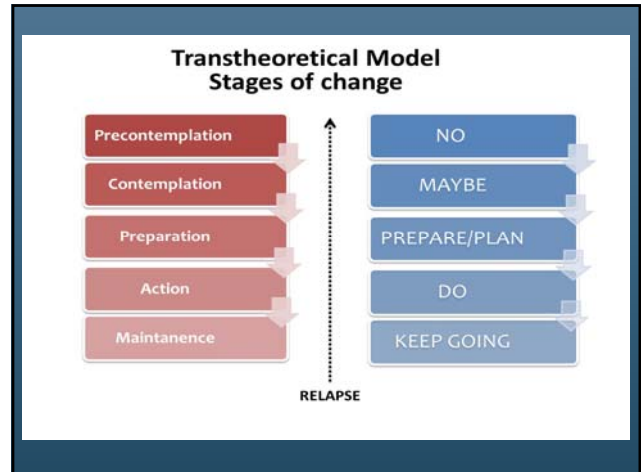 Transtheoretical Model
Stages of change
Precontemplation
Contemplation
Preparation
Action
Maintanence
NO
MAYBE
PREPARE/PLAN
DO
KEEP GOING
RELAPSE